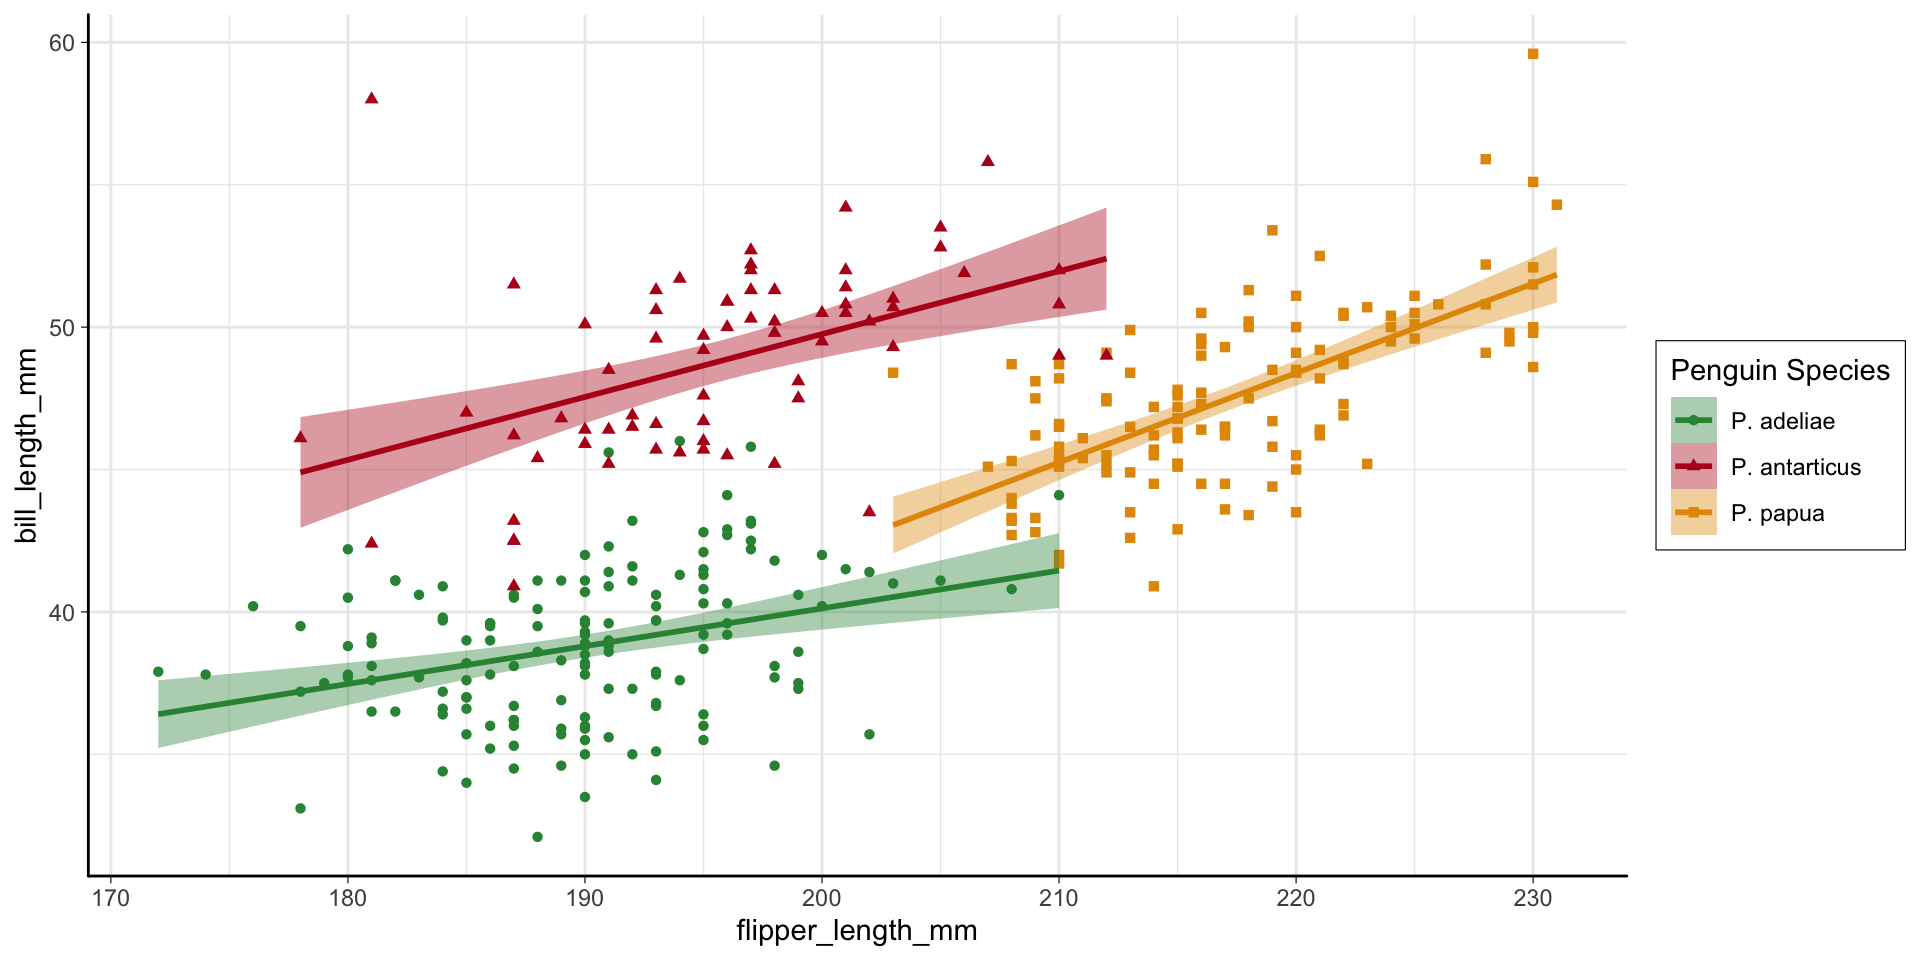 60
50
40
bill_length_mm
170 180 190 200 210 220 230
flipper_length_mm
Penguin Species
P. adeliae
P. antarticus
P. papua